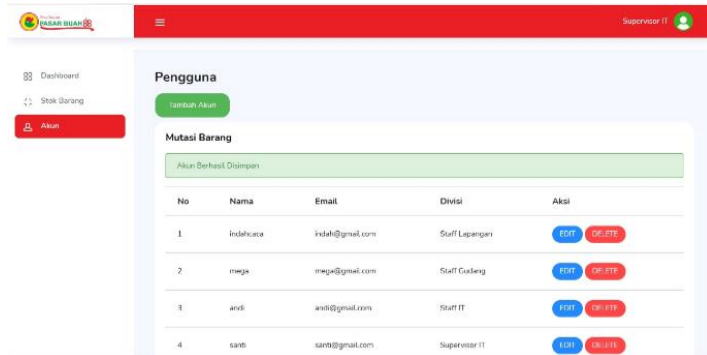 PASAR BUAH
Supervisor IT
Dashboard
Stok Barang
Akun
Pengguna
Tambah Akun
Mutasi Barang
Akun Berhasil Disimpan
No Nama Email Divisi Aksi
1 indahcaca indah@gmail.com Staff Lapangan EDIT DELETE
2 mega mega@gmail.com Staff Gudang EDIT DELETE
3 andi andi@gmail.com Staff IT EDIT DELETE
4 santi santi@gmail.com Supervisor IT EDIT DELETE